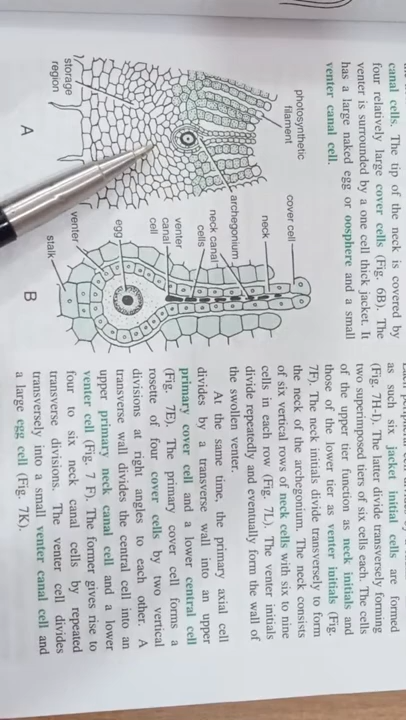 canal cells. The tip of the neck is covered by
four relatively large cover cells (Fig. 6B). The
venter is surrounded by a one cell thick jacket. It
has a large naked egg or oosphere and a small
venter canal cell.
photosynthetic
filament
archegonium
storage
region
A
cover cell
neck
neck canal
cells
venter
canal
cell
egg
venter
stalk
B
as such six jacket initial cells are formed
(Fig. 7H-I). The latter divide transversely forming
two superimposed tiers of six cells each. The cells
of the upper tier function as neck initials and
those of the lower tier as venter initials (Fig.
7F). The neck initials divide transversely to form
the neck of the archegonium. The neck consists
of six vertical rows of neck cells with six to nine
cells in each row (Fig. 7L). The venter initials
divide repeatedly and eventually form the wall of
the swollen venter.
At the same time, the primary axial cell
divides by a transverse wall into an upper
primary cover cell and a lower central cell
(Fig. 7E). The primary cover cell forms a
rosette of four cover cells by two vertical
divisions at right angles to each other. A
transverse wall divides the central cell into an
upper primary neck canal cell and a lower
venter cell (Fig. 7 F). The former gives rise to
four to six neck canal cells by repeated
transverse divisions. The venter cell divides
transversely into a small venter canal cell and
a large egg cell (Fig. 7K).